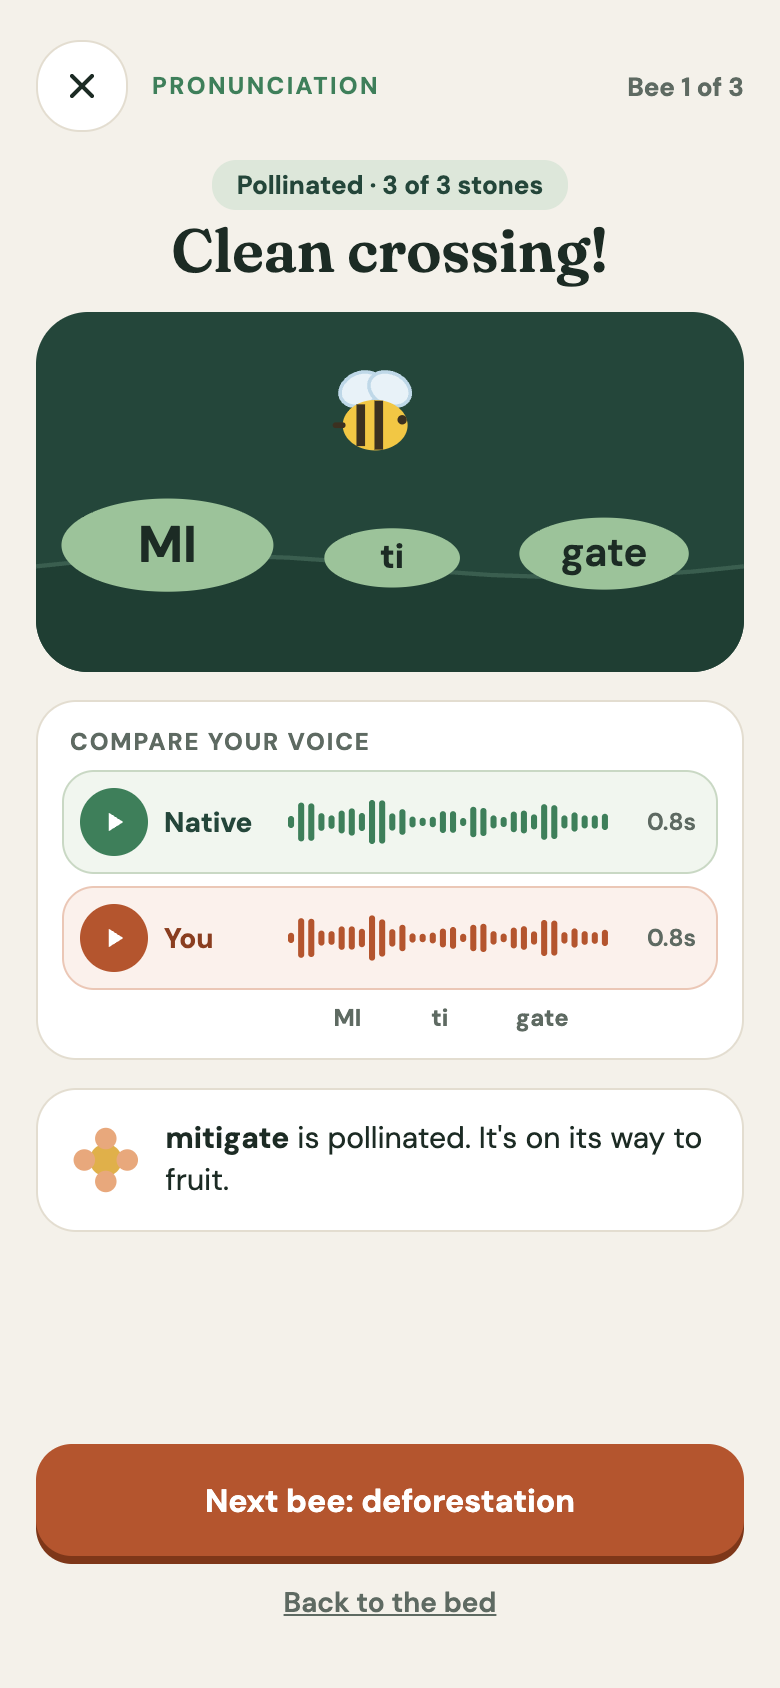 PRONUNCIATION
Bee 1 of 3
Pollinated · 3 of 3 stones
Clean crossing!
MI
ti
gate
COMPARE YOUR VOICE
Native
0.8s
You
0.8s
MI
ti
gate
mitigate is pollinated. It's on its way to
fruit.
Next bee: deforestation
Back to the bed